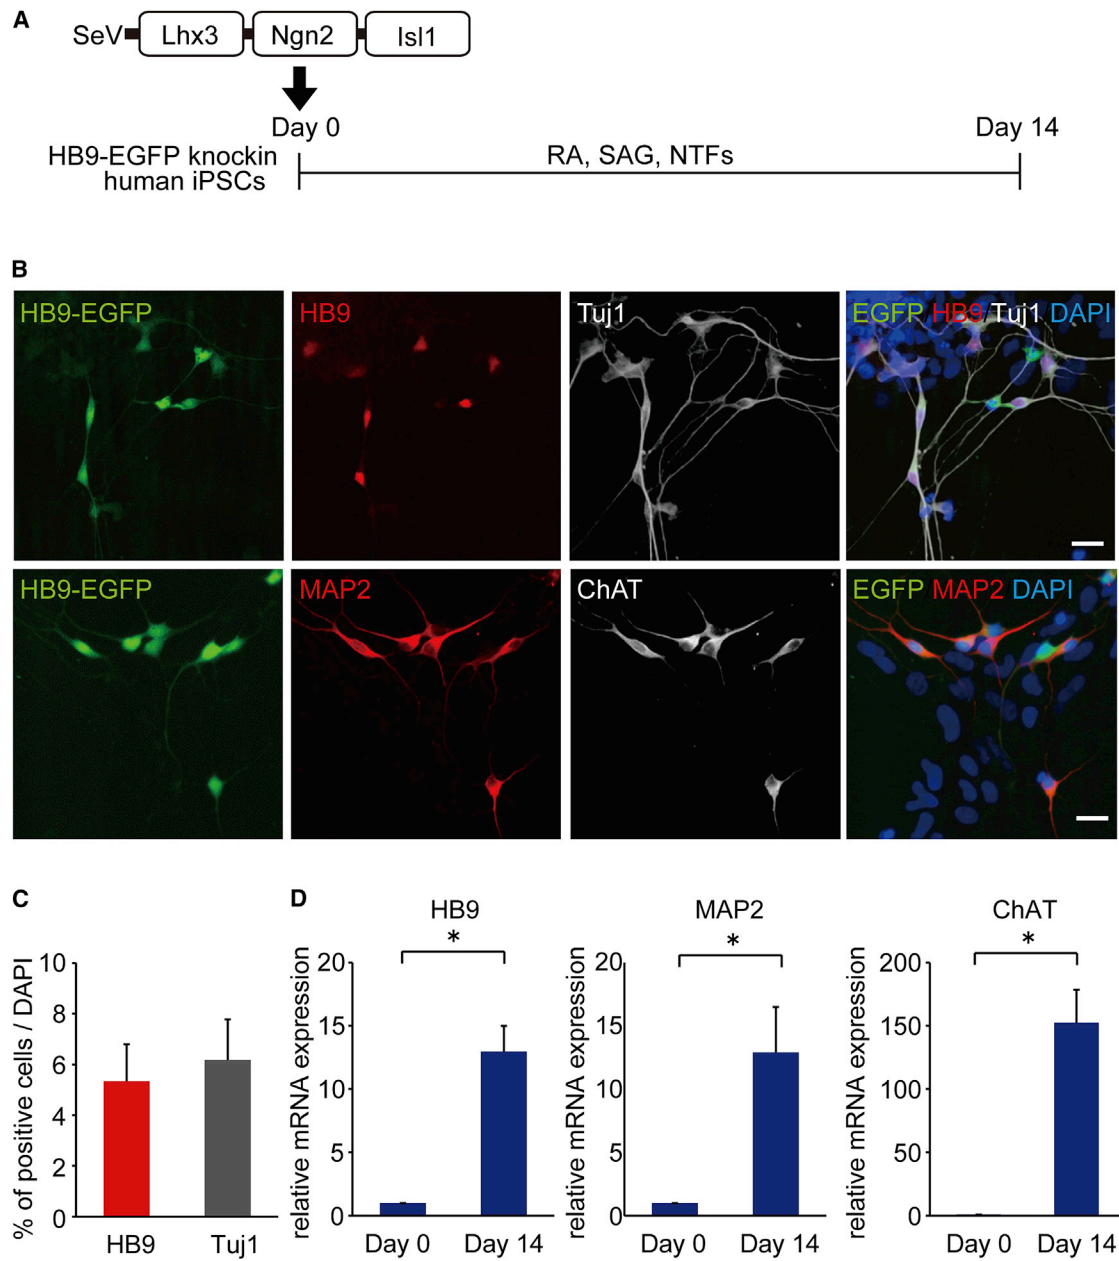 A
SeV Lhx3 Ngn2 Isl1
Day 0 Day 14
HB9-EGFP knockin
human iPSCs
RA, SAG, NTFs
B
HB9-EGFP HB9 Tuj1 EGFP/HB9/Tuj1 DAPI
HB9-EGFP MAP2 ChAT EGFP MAP2 DAPI
C
% of positive cells / DAPI
10
8
6
4
2
0
HB9 Tuj1
D
HB9
*
relative mRNA expression
20
15
10
5
0
Day 0 Day 14
MAP2
*
relative mRNA expression
20
15
10
5
0
Day 0 Day 14
ChAT
*
relative mRNA expression
200
150
100
50
0
Day 0 Day 14